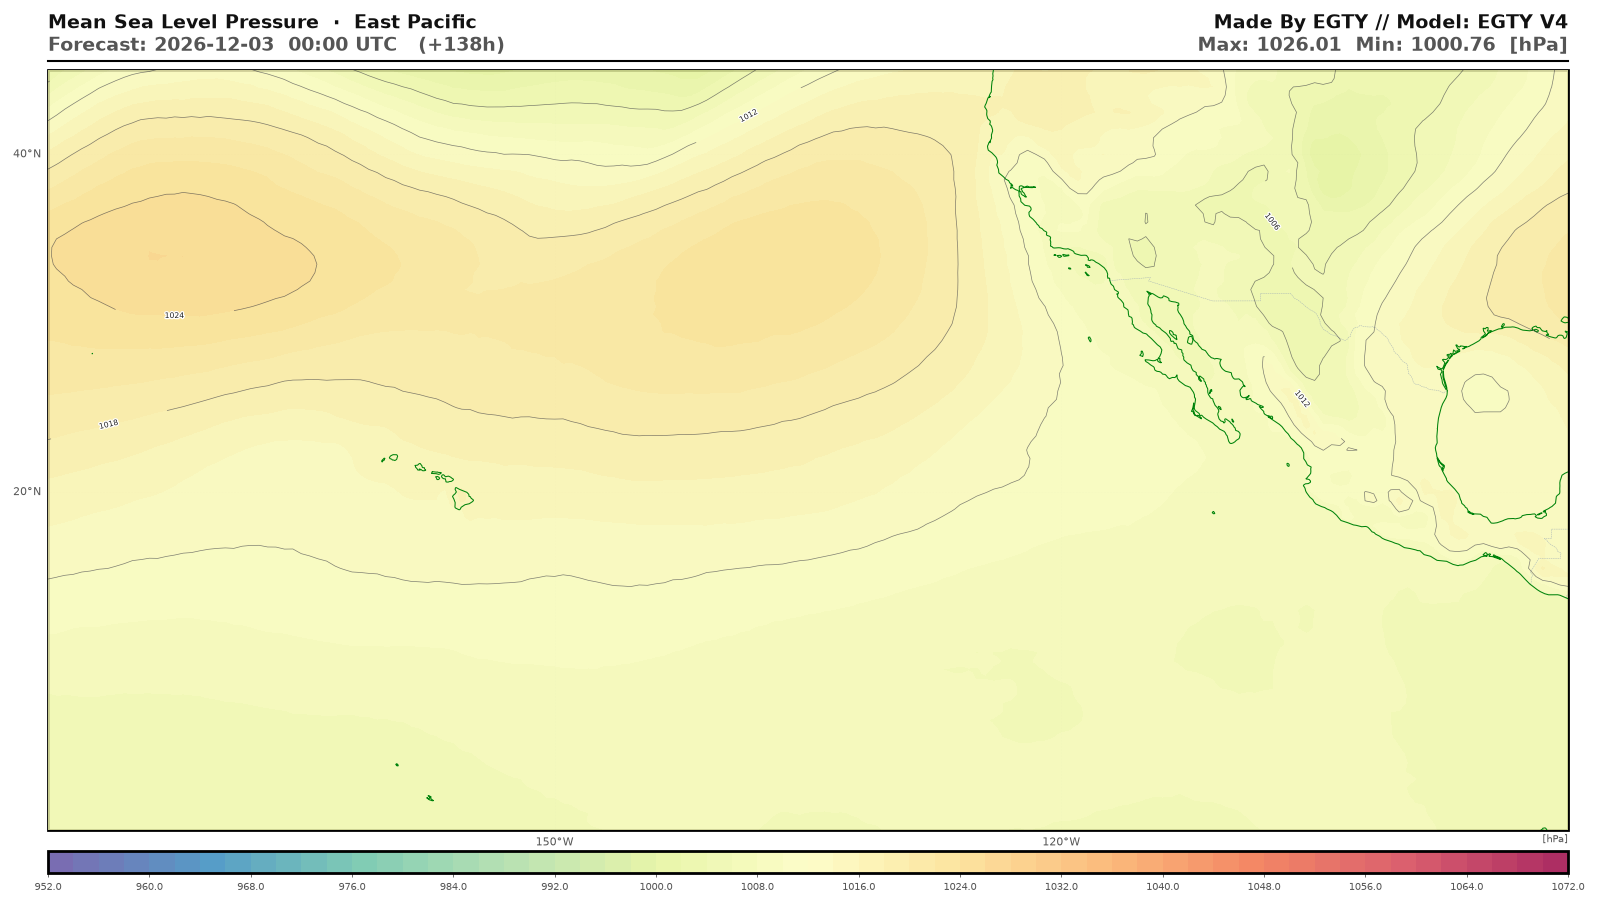 Mean Sea Level Pressure · East Pacific
Made By EGTY // Model: EGTY V4
Forecast: 2026-12-03 00:00 UTC (+138h)
Max: 1026.01 Min: 1000.76 [hPa]
1012
40°N
1006
1024
1012
1018
20°N
150°W
120°W
[hPa]
952.0 960.0 968.0 976.0 984.0 992.0 1000.0 1008.0 1016.0 1024.0 1032.0 1040.0 1048.0 1056.0 1064.0 1072.0